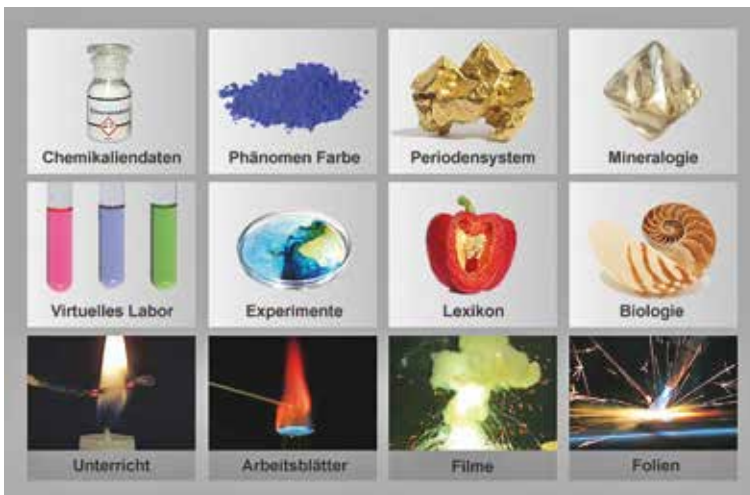 Chemikaliendaten
Phänomen Farbe
Periodensystem
Mineralogie
Virtuelles Labor
Experimente
Lexikon
Biologie
Unterricht
Arbeitsblätter
Filme
Folien